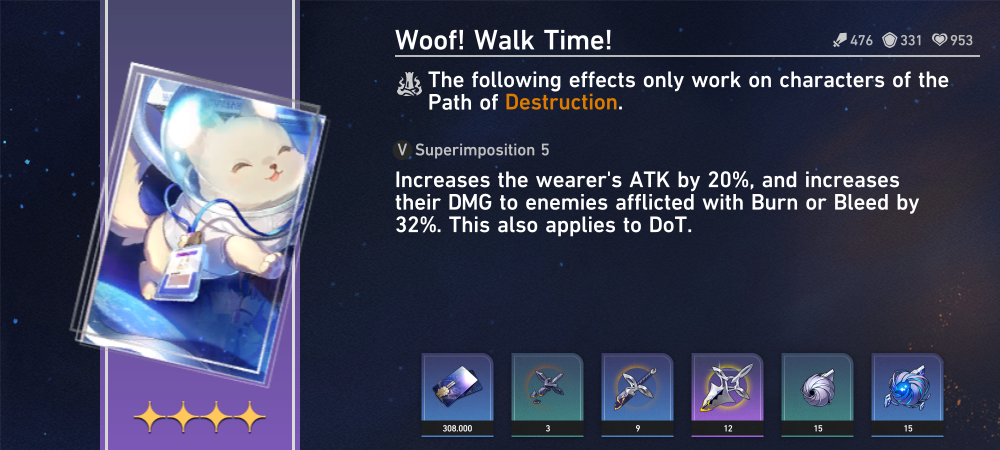 Woof! Walk Time!
476 331 953
The following effects only work on characters of the
Path of Destruction.
V Superimposition 5
Increases the wearer's ATK by 20%, and increases
their DMG to enemies afflicted with Burn or Bleed by
32%. This also applies to DoT.
308.000 3 9 12 15 15